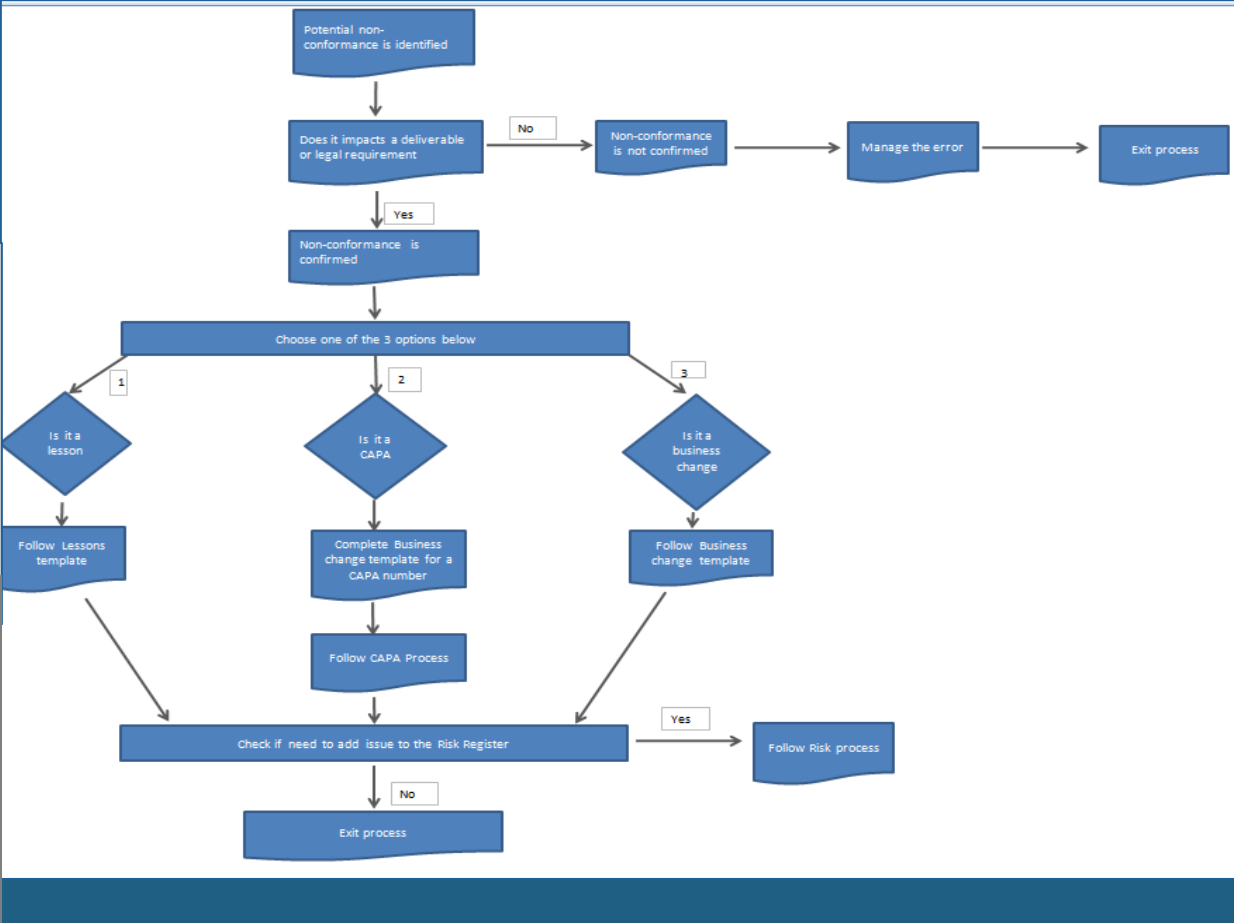 Potential non-
conformance is identified
Does it impacts a deliverable
or legal requirement
No
Non-conformance
is not confirmed
Manage the error
Exit process
Yes
Non-conformance is
confirmed
Choose one of the 3 options below
1
2
3
Is it a
lesson
Is it a
CAPA
Is it a
business
change
Follow Lessons
template
Complete Business
change template for a
CAPA number
Follow Business
change template
Follow CAPA Process
Check if need to add issue to the Risk Register
Yes
Follow Risk process
No
Exit process